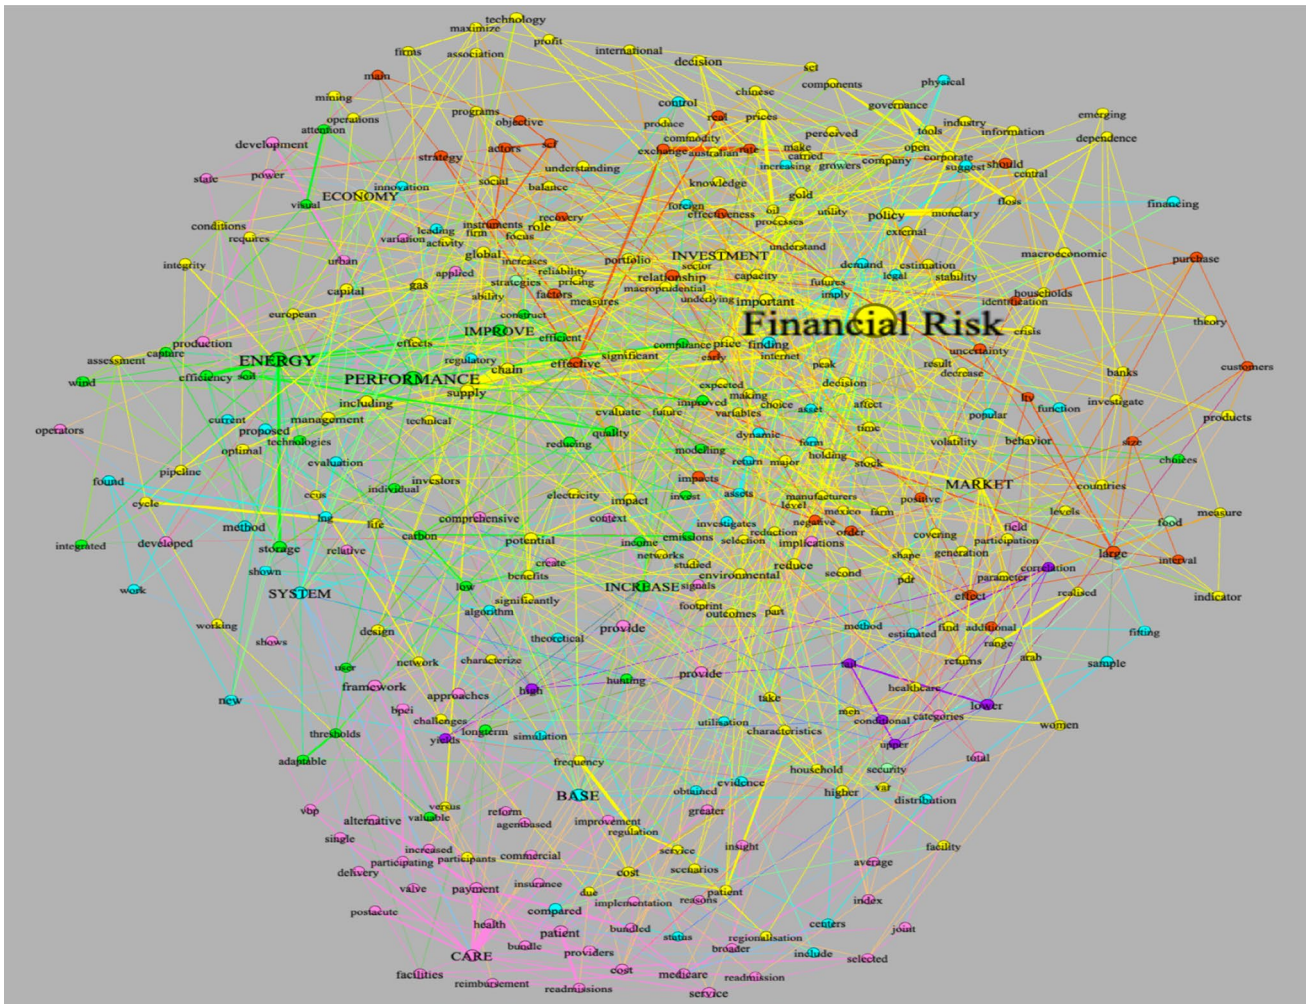 technology
maximize
profit
firms
association
international
decision
set
main
components
physical
chinese
mining
control
governance
programs
real
prices
emerging
operations
objective
produce
industry
attention
commodity
perceived
tools
information
dependence
development
actors
scf
exchange
australian
rate
make
carried
open
strategy
increasing
growers
company
corporate
suggest
should
understanding
central
state
power
social
balance
knowledge
innovation
gold
ECONOMY
floss
visual
foreign
financing
effectiveness
oil
utility
policy
monetary
conditions
instruments
recovery
processes
leading
firm
role
external
requires
variation
activity
focus
understand
global
INVESTMENT
macroeconomic
urban
increases
portfolio
sector
purchase
integrity
applied
reliability
relationship
capacity
demand
legal
estimation
stability
gas
strategies
pricing
macroprudential
futures
capital
ability
factors
measures
underlying
important
imply
households
identification
european
construct
Financial Risk
theory
IMPROVE
efficient
crisis
production
effects
compliance
price
finding
assessment
capture
ENERGY
regulatory
chain
effective
significant
early
internet
uncertainty
peak
result
decrease
customers
wind
efficiency
soil
PERFORMANCE
supply
expected
making
decision
banks
including
improved
variables
choice
asset
affect
ltv
function
investigate
current
management
technical
evaluate
future
popular
products
operators
proposed
technologies
quality
dynamic
form
time
optimal
reducing
modelling
holding
volatility
behavior
size
pipeline
evaluation
return
major
stock
choices
found
individual
investors
impacts
MARKET
cycle
ccus
electricity
impact
invest
assets
manufacturers
level
positive
countries
method
lng
life
comprehensive
context
investigates
mexico
farm
negative
levels
measure
integrated
developed
storage
relative
carbon
potential
income
emissions
selection
reduction
implications
order
covering
field
participation
food
networks
shape
generation
large
interval
shown
create
studied
environmental
reduce
second
pdr
parameter
correlation
work
SYSTEM
low
benefits
INCREASE
signals
effect
realised
indicator
significantly
algorithm
footprint
outcomes
part
working
shows
design
theoretical
provide
method
estimated
find
additional
range
fitting
user
network
characterize
provide
returns
arab
sample
new
framework
approaches
high
hunting
tail
healthcare
bpci
challenges
take
men
conditional
categories
lower
women
thresholds
yields
longterm
simulation
utilisation
characteristics
upper
adaptable
frequency
household
security
total
BASE
obtained
evidence
higher
var
distribution
vbp
alternative
versus
valuable
reform
agentbased
improvement
regulation
greater
single
increased
service
insight
facility
delivery
participating
participants
commercial
cost
scenarios
average
valve
payment
insurance
due
implementation
reasons
patient
index
postacute
health
compared
bundled
centers
joint
CARE
bundle
patient
providers
status
broader
regionalisation
include
selected
facilities
reimbursement
readmissions
cost
medicare
service
readmission